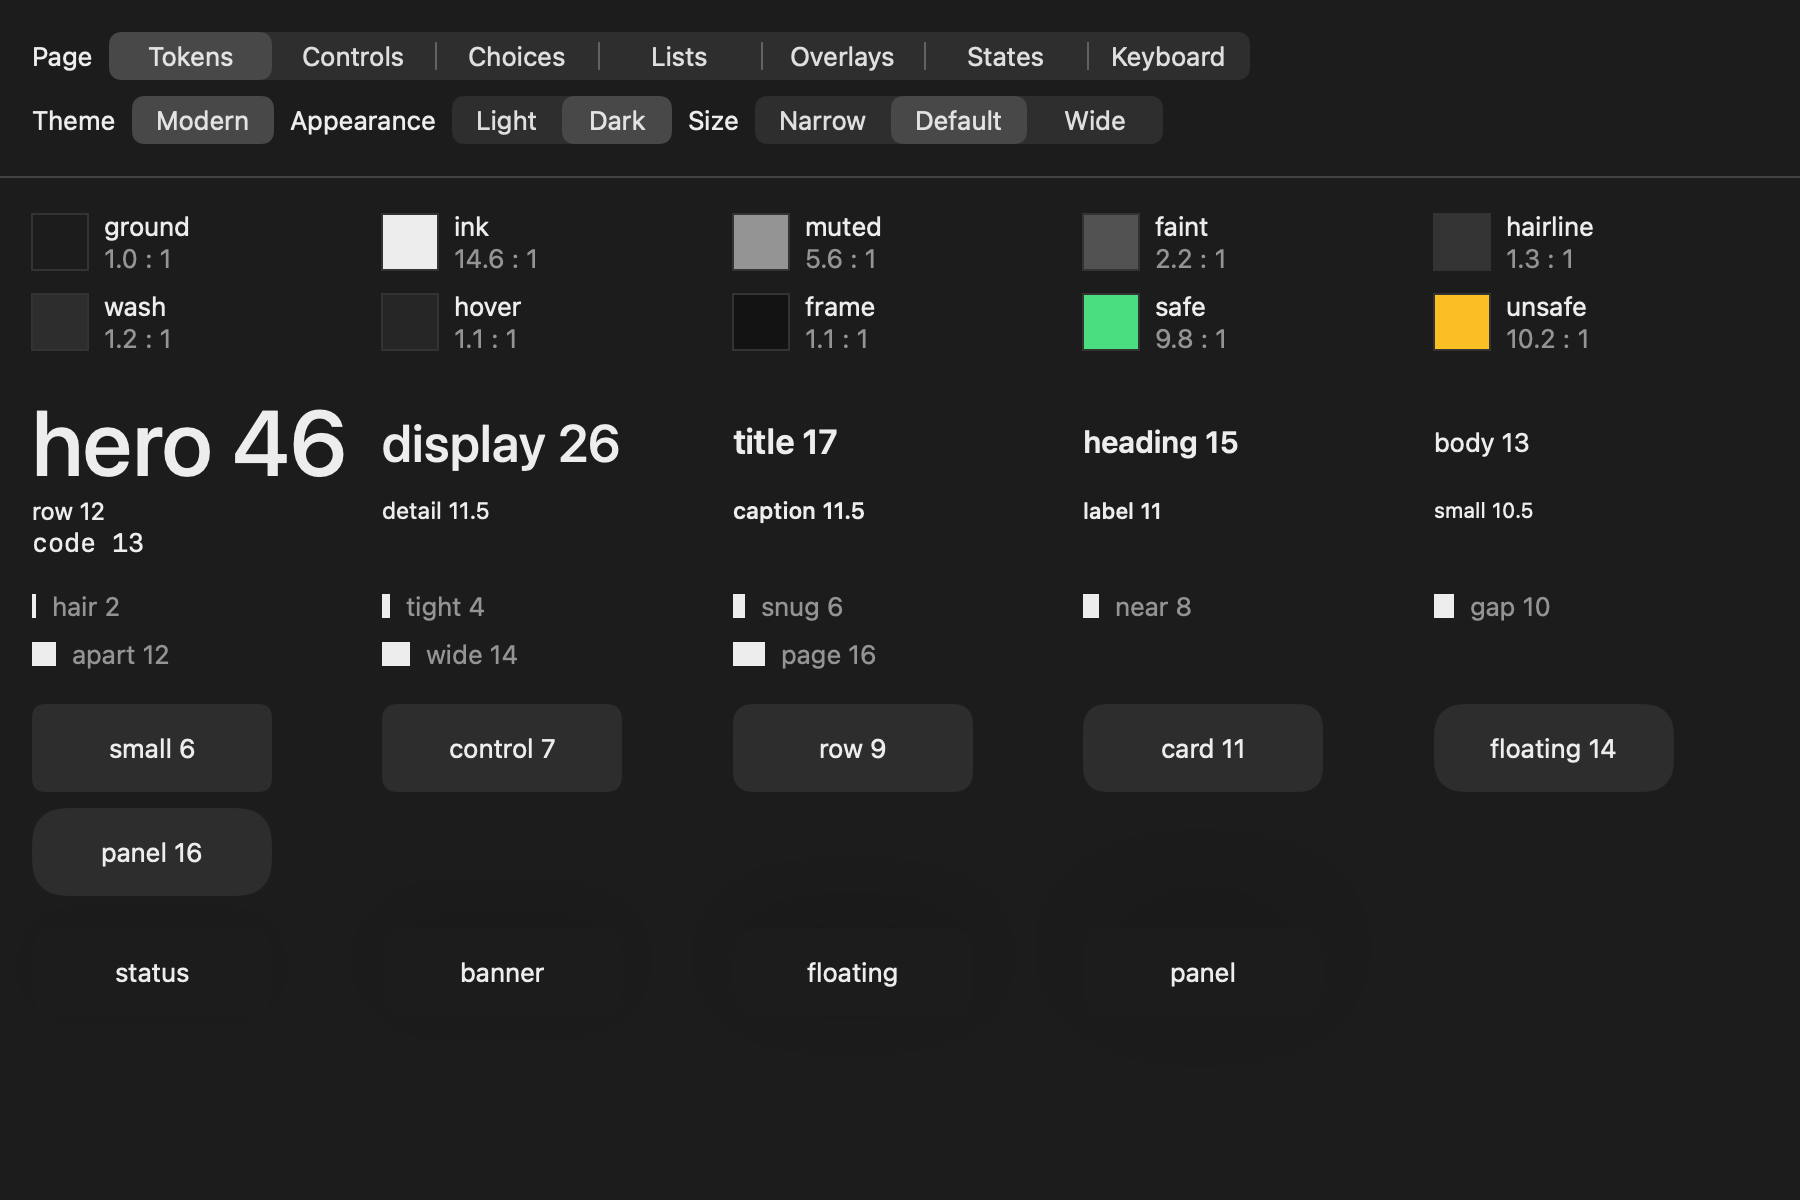 Page Tokens Controls Choices Lists Overlays States Keyboard
Theme Modern Appearance Light Dark Size Narrow Default Wide
ground ink muted faint hairline
1.0 : 1 14.6 : 1 5.6 : 1 2.2 : 1 1.3 : 1
wash hover frame safe unsafe
1.2 : 1 1.1 : 1 1.1 : 1 9.8 : 1 10.2 : 1
hero 46 display 26 title 17 heading 15 body 13
row 12 detail 11.5 caption 11.5 label 11 small 10.5
code 13
hair 2 tight 4 snug 6 near 8 gap 10
apart 12 wide 14 page 16
small 6 control 7 row 9 card 11 floating 14
panel 16
status banner floating panel